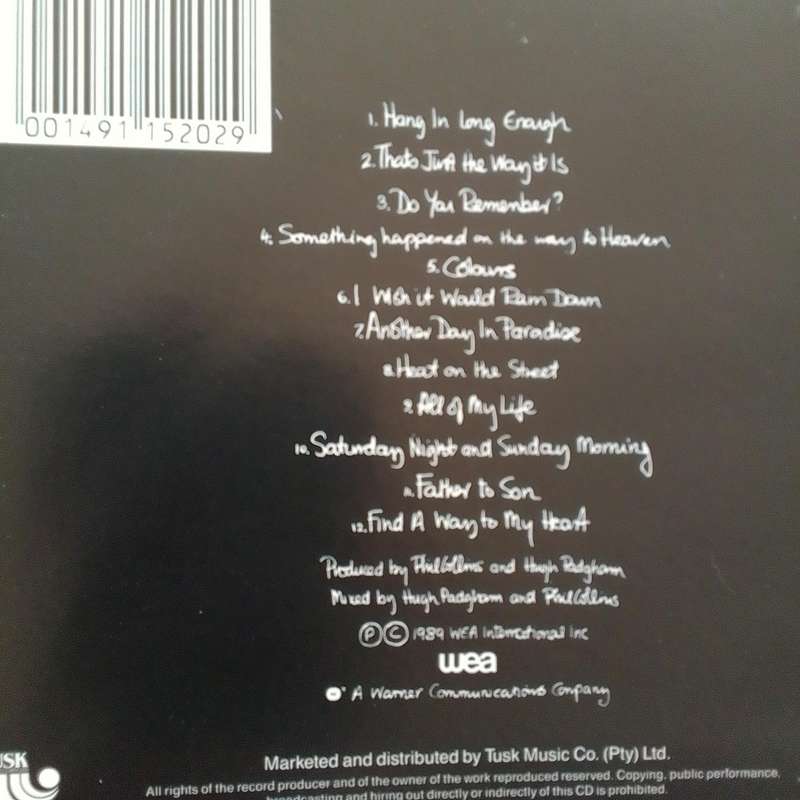 001491 152029
1. Hang In Long Enough
2. Thats Just the Way it Is
3. Do You Remember?
4. Something happened on the way to Heaven
5. Colours
6. I Wish it Would Rain Down
7. Another Day In Paradise
8. Heat on the Street
9. All of My Life
10. Saturday Night and Sunday Morning
11. Father to Son
12. Find A Way to My Heart
Produced by Phil Collins and Hugh Padgham
Mixed by Hugh Padgham and Phil Collins
Ⓟ © 1989 WEA International Inc
wea
A Warner Communications Company
Marketed and distributed by Tusk Music Co. (Pty) Ltd.
All rights of the record producer and of the owner of the work reproduced reserved. Copying, public performance,
broadcasting and hiring out directly or indirectly of this CD is prohibited.